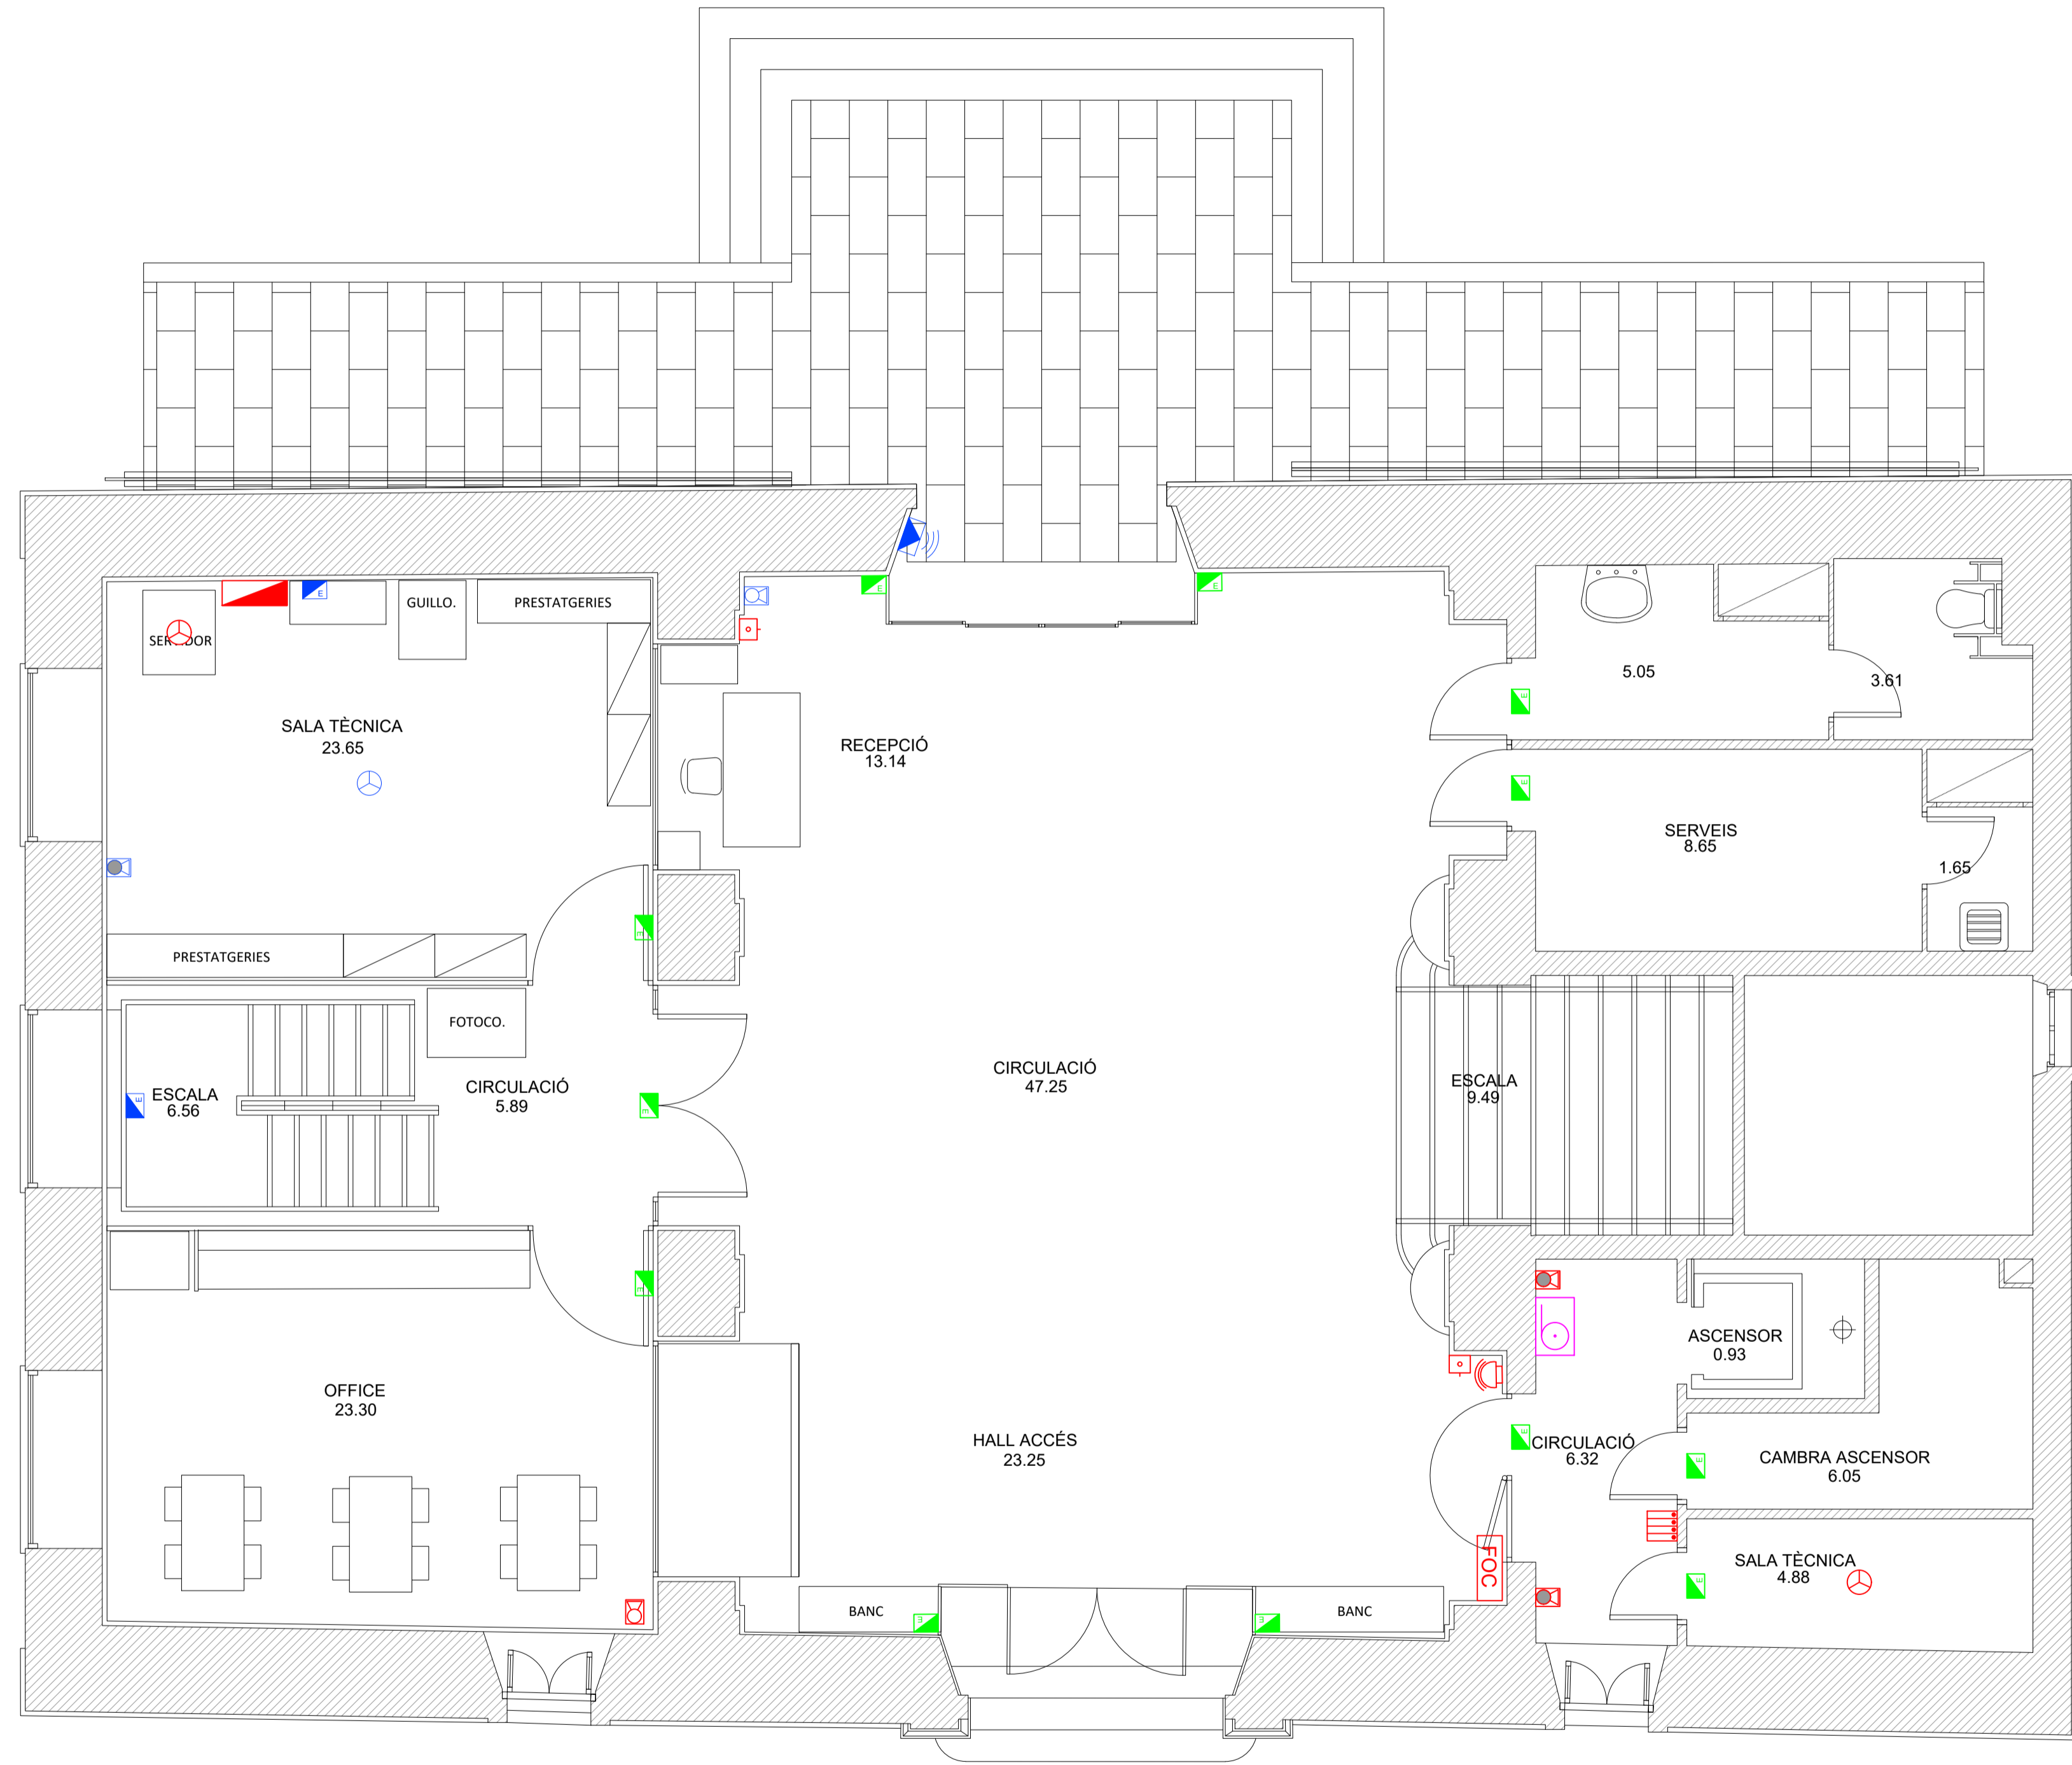 GUILLO.
PRESTATGERIES
SERVIDOR
SALA TÈCNICA
23.65
PRESTATGERIES
RECEPCIÓ
13.14
5.05
3.61
SERVEIS
8.65
1.65
FOTOCO.
ESCALA
6.56
CIRCULACIÓ
5.89
CIRCULACIÓ
47.25
ESCALA
9.49
OFFICE
23.30
HALL ACCÉS
23.25
ASCENSOR
0.93
CIRCULACIÓ
6.32
CAMBRA ASCENSOR
6.05
FOC
SALA TÈCNICA
4.88
BANC
BANC
E
E
E
E
E
E
E
E
E
E
E
E
E
E